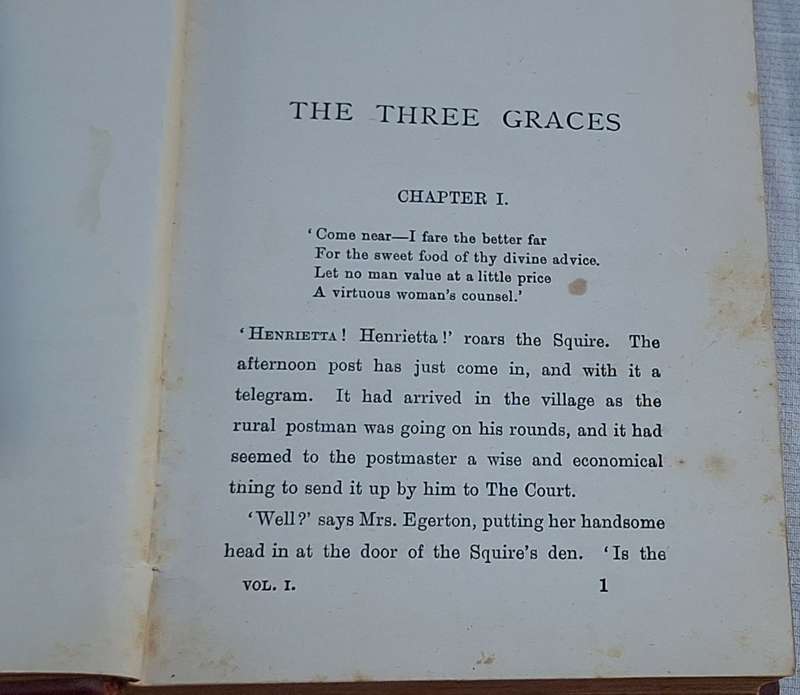 THE THREE GRACES
CHAPTER I.
‘Come near—I fare the better far
For the sweet food of thy divine advice.
Let no man value at a little price
A virtuous woman's counsel.’
‘HENRIETTA! Henrietta!’ roars the Squire. The
afternoon post has just come in, and with it a
telegram. It had arrived in the village as the
rural postman was going on his rounds, and it had
seemed to the postmaster a wise and economical
thing to send it up by him to The Court.
‘Well?’ says Mrs. Egerton, putting her handsome
head in at the door of the Squire's den. ‘Is the
VOL. I. 1